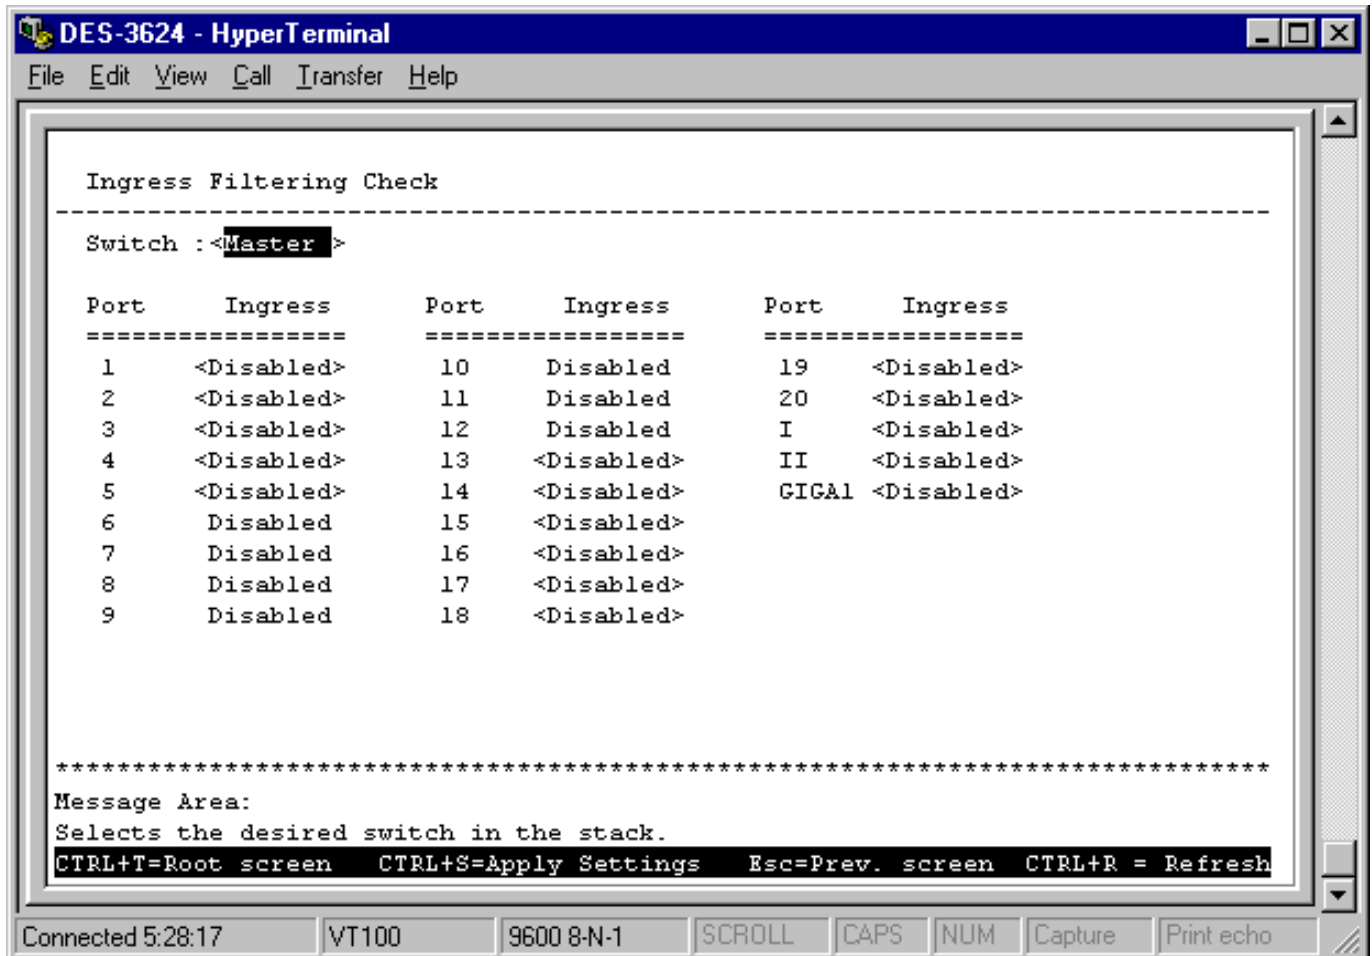 DES-3624 - HyperTerminal
File Edit View Call Transfer Help
Ingress Filtering Check
--------------------------------------------------------------------------------
Switch :<Master >
Port Ingress Port Ingress Port Ingress
================= ================= =================
1 <Disabled> 10 Disabled 19 <Disabled>
2 <Disabled> 11 Disabled 20 <Disabled>
3 <Disabled> 12 Disabled I <Disabled>
4 <Disabled> 13 <Disabled> II <Disabled>
5 <Disabled> 14 <Disabled> GIGA1 <Disabled>
6 Disabled 15 <Disabled>
7 Disabled 16 <Disabled>
8 Disabled 17 <Disabled>
9 Disabled 18 <Disabled>
*******************************************************************************
Message Area:
Selects the desired switch in the stack.
CTRL+T=Root screen CTRL+S=Apply Settings Esc=Prev. screen CTRL+R = Refresh
Connected 5:28:17 VT100 9600 8-N-1 SCROLL CAPS NUM Capture Print echo